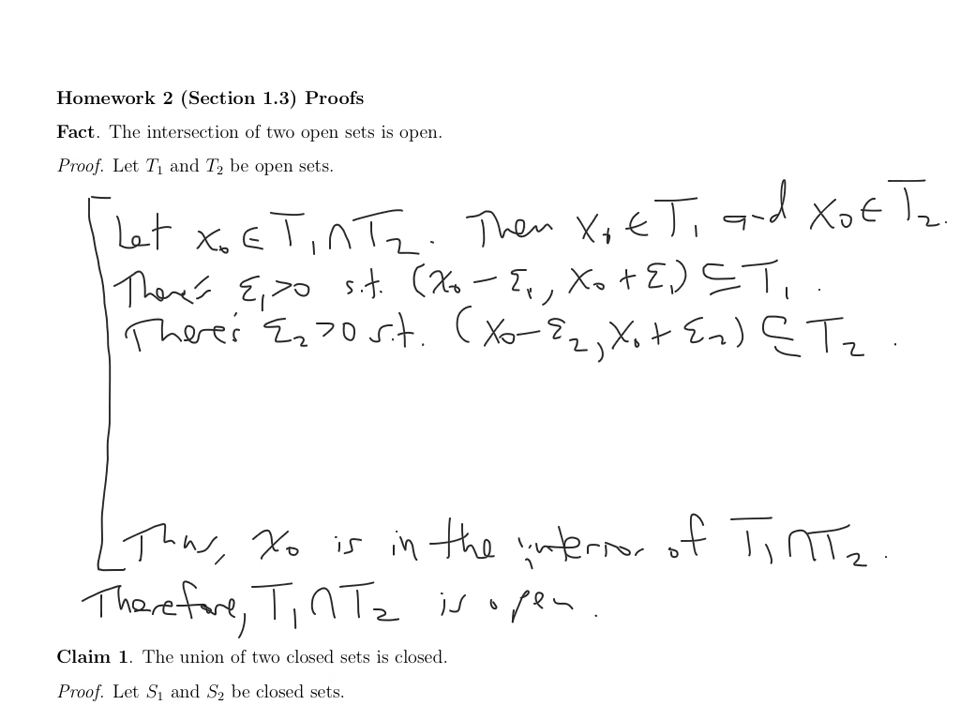 Homework 2 (Section 1.3) Proofs
Fact. The intersection of two open sets is open.
Proof. Let T₁ and T₂ be open sets.
Let x₀ ∈ T₁ ∩ T₂. Then x₀ ∈ T₁ and x₀ ∈ T₂.
There's ε₁ > 0 s.t. (x₀ − ε₁, x₀ + ε₁) ⊆ T₁.
There's ε₂ > 0 s.t. (x₀ − ε₂, x₀ + ε₂) ⊆ T₂.
Thus, x₀ is in the interior of T₁ ∩ T₂.
Therefore, T₁ ∩ T₂ is open.
Claim 1. The union of two closed sets is closed.
Proof. Let S₁ and S₂ be closed sets.